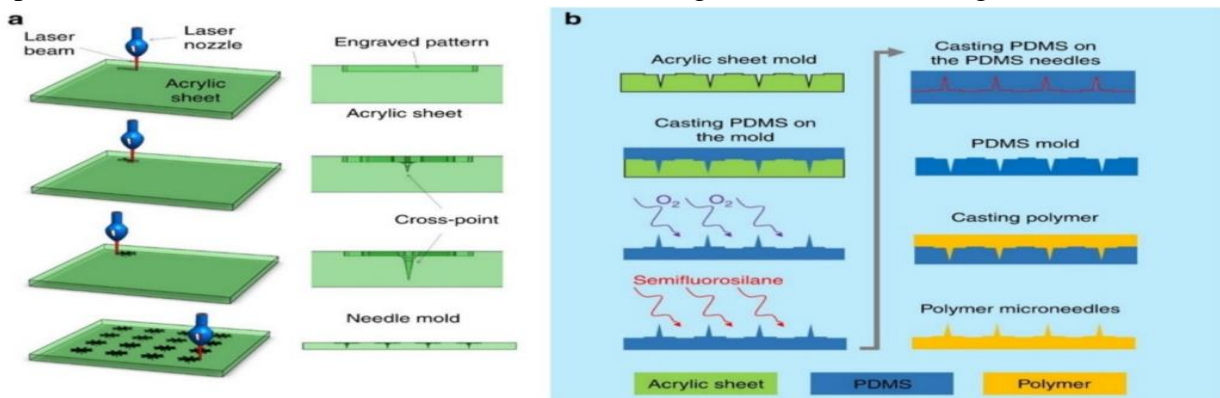 a
Laser
beam
Laser
nozzle
Acrylic
sheet
Engraved pattern
Acrylic sheet
Cross-point
Needle mold
b
Acrylic sheet mold
Casting PDMS on
the mold
O₂ O₂
Semifluorosilane
Casting PDMS on
the PDMS needles
PDMS mold
Casting polymer
Polymer microneedles
Acrylic sheet
PDMS
Polymer